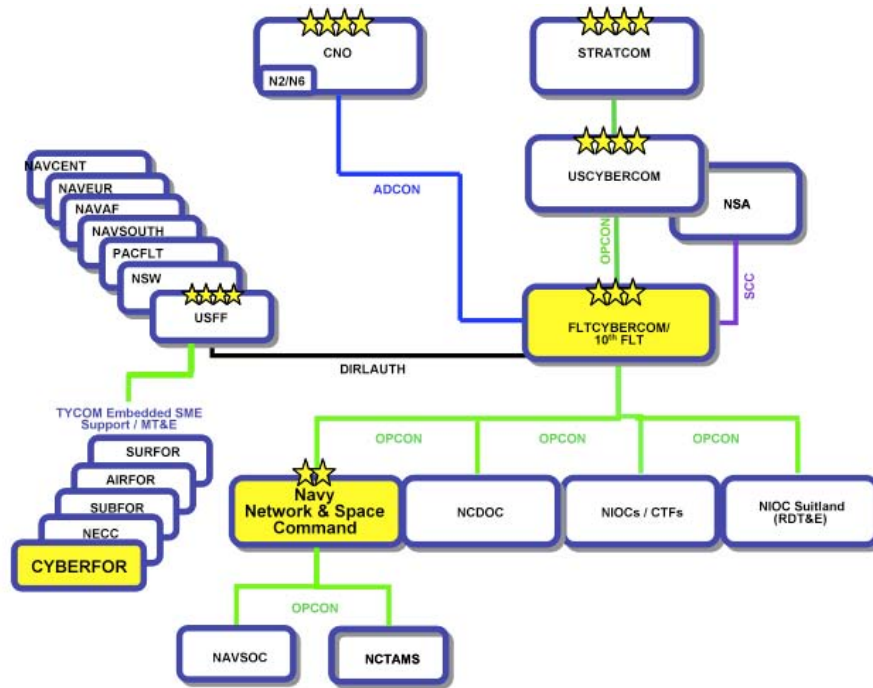 CNO
N2/N6
STRATCOM
USCYBERCOM
NSA
ADCON
OPCON
SCC
NAVCENT
NAVEUR
NAVAF
NAVSOUTH
PACFLT
NSW
USFF
FLTCYBERCOM/
10th FLT
DIRLAUTH
TYCOM Embedded SME
Support / MT&E
SURFOR
AIRFOR
SUBFOR
NECC
CYBERFOR
OPCON
OPCON
OPCON
Navy
Network & Space
Command
NCDOC
NIOCs / CTFs
NIOC Suitland
(RDT&E)
OPCON
NAVSOC
NCTAMS